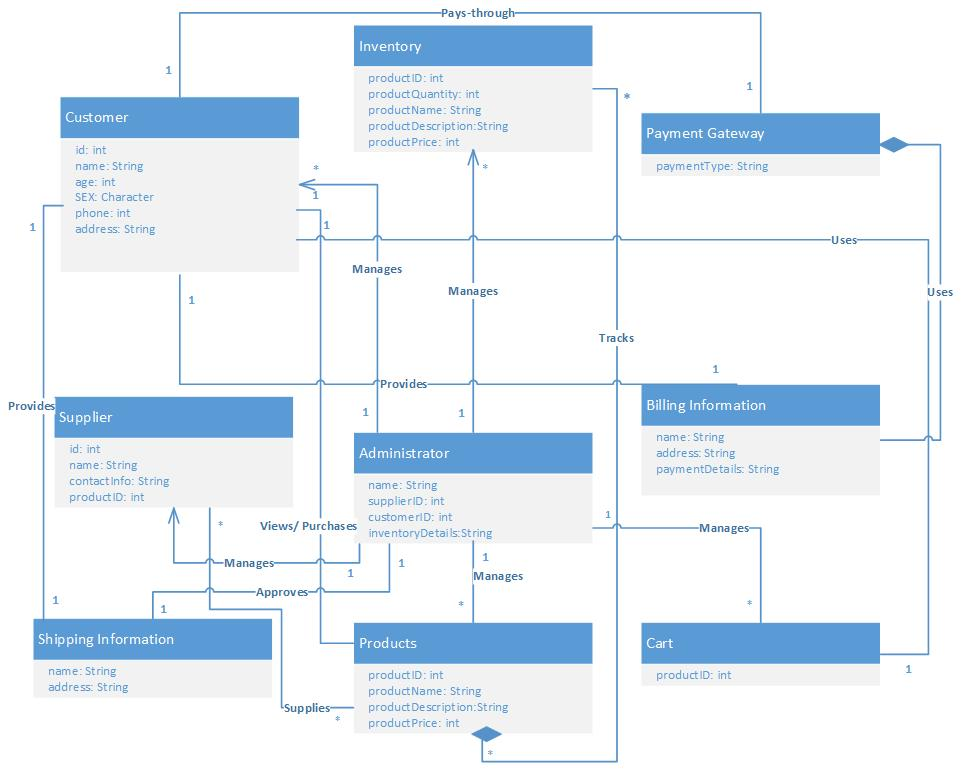 Pays-through
1
1
Inventory
productID: int
productQuantity: int
productName: String
productDescription:String
productPrice: int
*
*
Customer
id: int
name: String
age: int
SEX: Character
phone: int
address: String
*
1
1
1
1
Payment Gateway
paymentType: String
Uses
Uses
Manages
Manages
Tracks
Provides
1
Provides
1
1
Supplier
id: int
name: String
contactInfo: String
productID: int
*
Administrator
name: String
supplierID: int
customerID: int
inventoryDetails:String
Billing Information
name: String
address: String
paymentDetails: String
1
Manages
*
Views/ Purchases
Manages
1
1
Approves
1
1
Manages
*
1
Shipping Information
name: String
address: String
Products
productID: int
productName: String
productDescription:String
productPrice: int
*
Supplies
*
Cart
productID: int
1